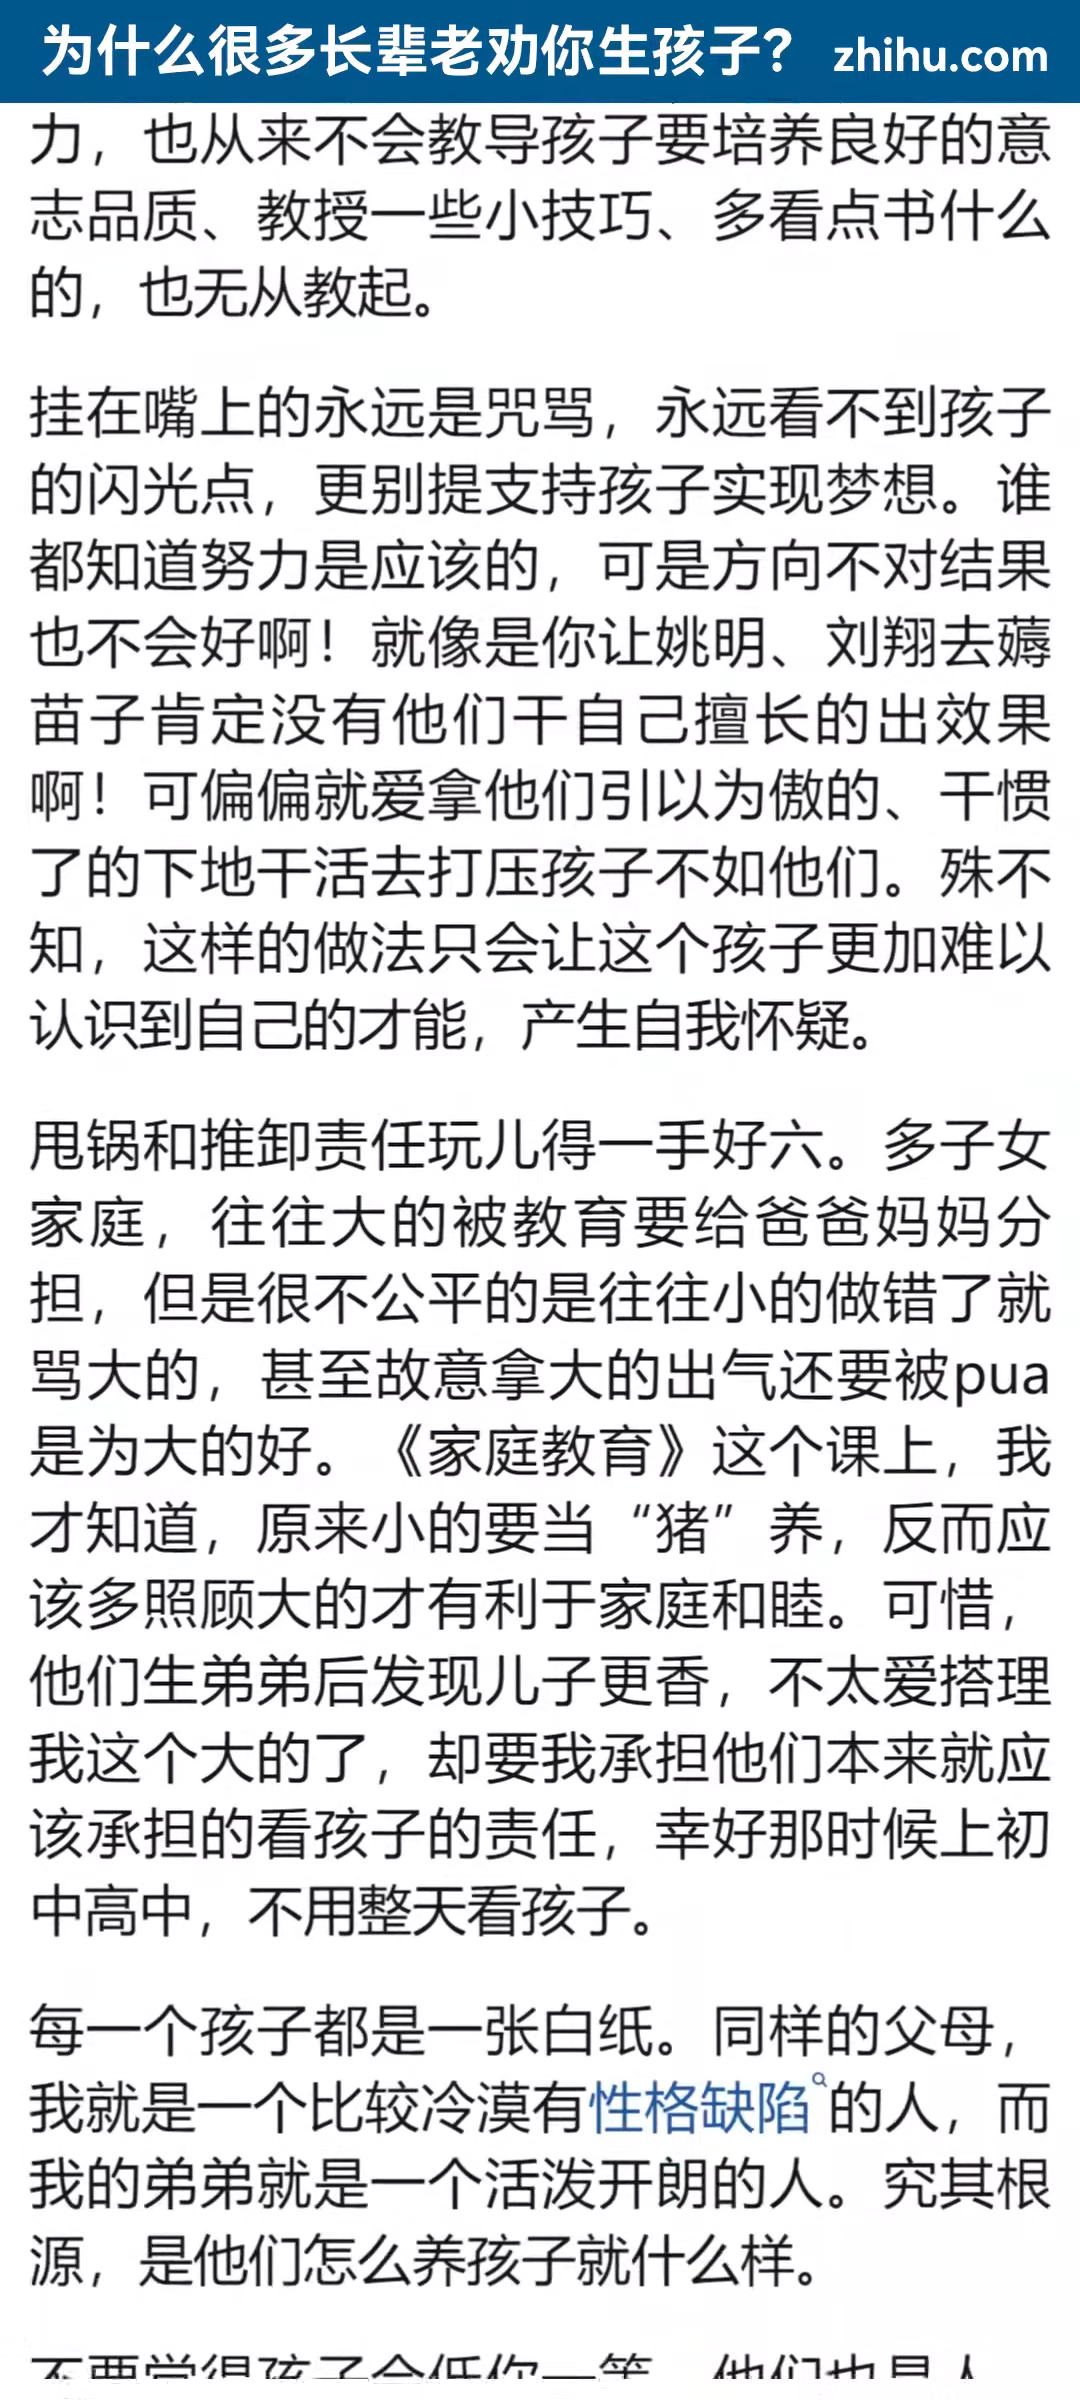 为什么很多长辈老劝你生孩子？ zhihu.com
力，也从来不会教导孩子要培养良好的意
志品质、教授一些小技巧、多看点书什么
的，也无从教起。
挂在嘴上的永远是咒骂，永远看不到孩子
的闪光点，更别提支持孩子实现梦想。谁
都知道努力是应该的，可是方向不对结果
也不会好啊！就像是你让姚明、刘翔去薅
苗子肯定没有他们干自己擅长的出效果
啊！可偏偏就爱拿他们引以为傲的、干惯
了的下地干活去打压孩子不如他们。殊不
知，这样的做法只会让这个孩子更加难以
认识到自己的才能，产生自我怀疑。
甩锅和推卸责任玩儿得一手好六。多子女
家庭，往往大的被教育要给爸爸妈妈分
担，但是很不公平的是往往小的做错了就
骂大的，甚至故意拿大的出气还要被pua
是为大的好。《家庭教育》这个课上，我
才知道，原来小的要当“猪”养，反而应
该多照顾大的才有利于家庭和睦。可惜，
他们生弟弟后发现儿子更香，不太爱搭理
我这个大的了，却要我承担他们本来就应
该承担的看孩子的责任，幸好那时候上初
中高中，不用整天看孩子。
每一个孩子都是一张白纸。同样的父母，
我就是一个比较冷漠有性格缺陷的人，而
我的弟弟就是一个活泼开朗的人。究其根
源，是他们怎么养孩子就什么样。
不要觉得孩子会低你一等，他们也是人